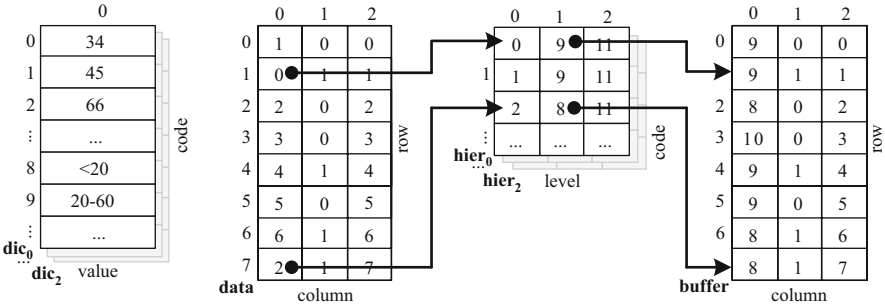 0
0 34
1 45
2 66
... ...
8 <20
9 20-60
... ...
code
dic0
... dic2 value
0 1 2
0 1 0 0
1 0 1 1
2 2 0 2
3 3 0 3
4 4 1 4
5 5 0 5
6 6 1 6
7 2 1 7
row
data
column
0 1 2
0 0 9 11
1 1 9 11
2 2 8 11
... ... ... ...
code
hier0
... hier2 level
0 1 2
0 9 0 0
1 9 1 1
2 8 0 2
3 10 0 3
4 9 1 4
5 9 0 5
6 8 1 6
7 8 1 7
row
buffer
column